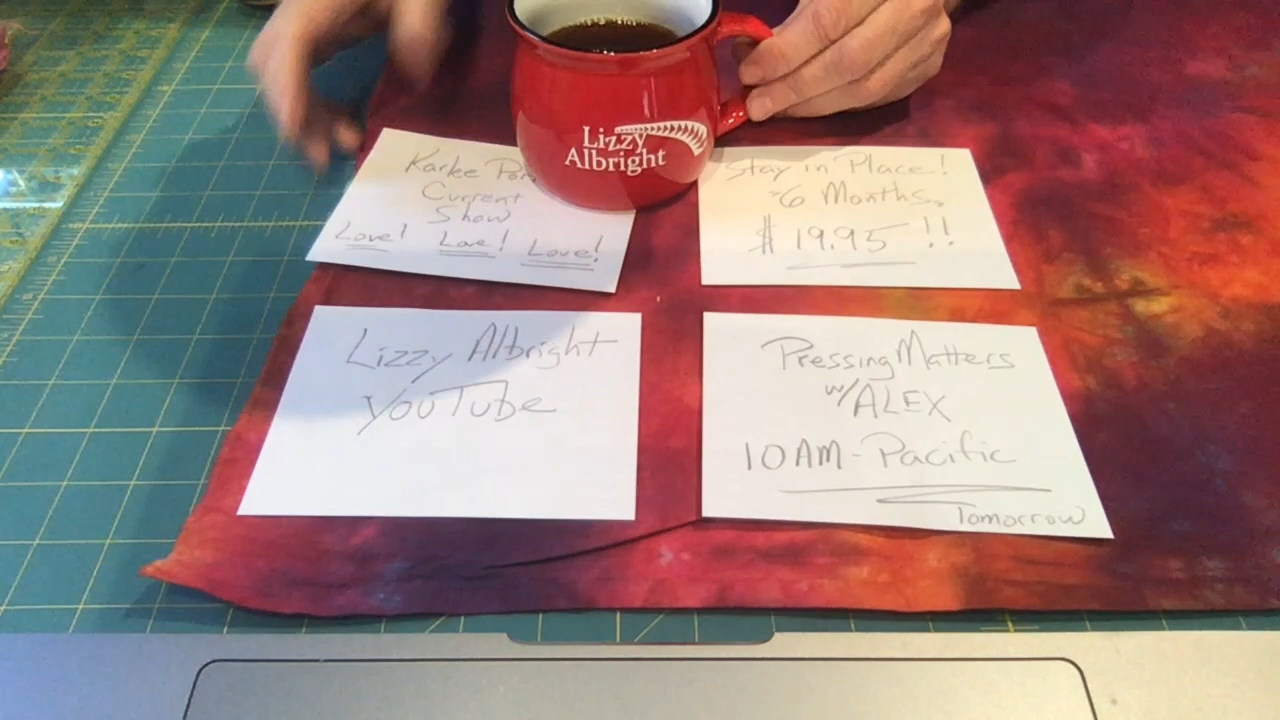 Lizzy
Albright
Karlee
Current
Show
Love! Love! Love!
Stay in Place!
6 Months.
$19.95!!
Lizzy Albright
YouTube
Pressing Matters
w/ALEX
10AM - Pacific
Tomorrow